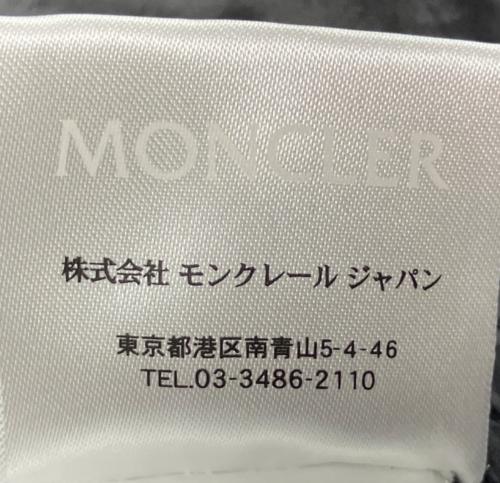 MONCLER
株式会社 モンクレール ジャパン
東京都港区南青山5-4-46
TEL.03-3486-2110